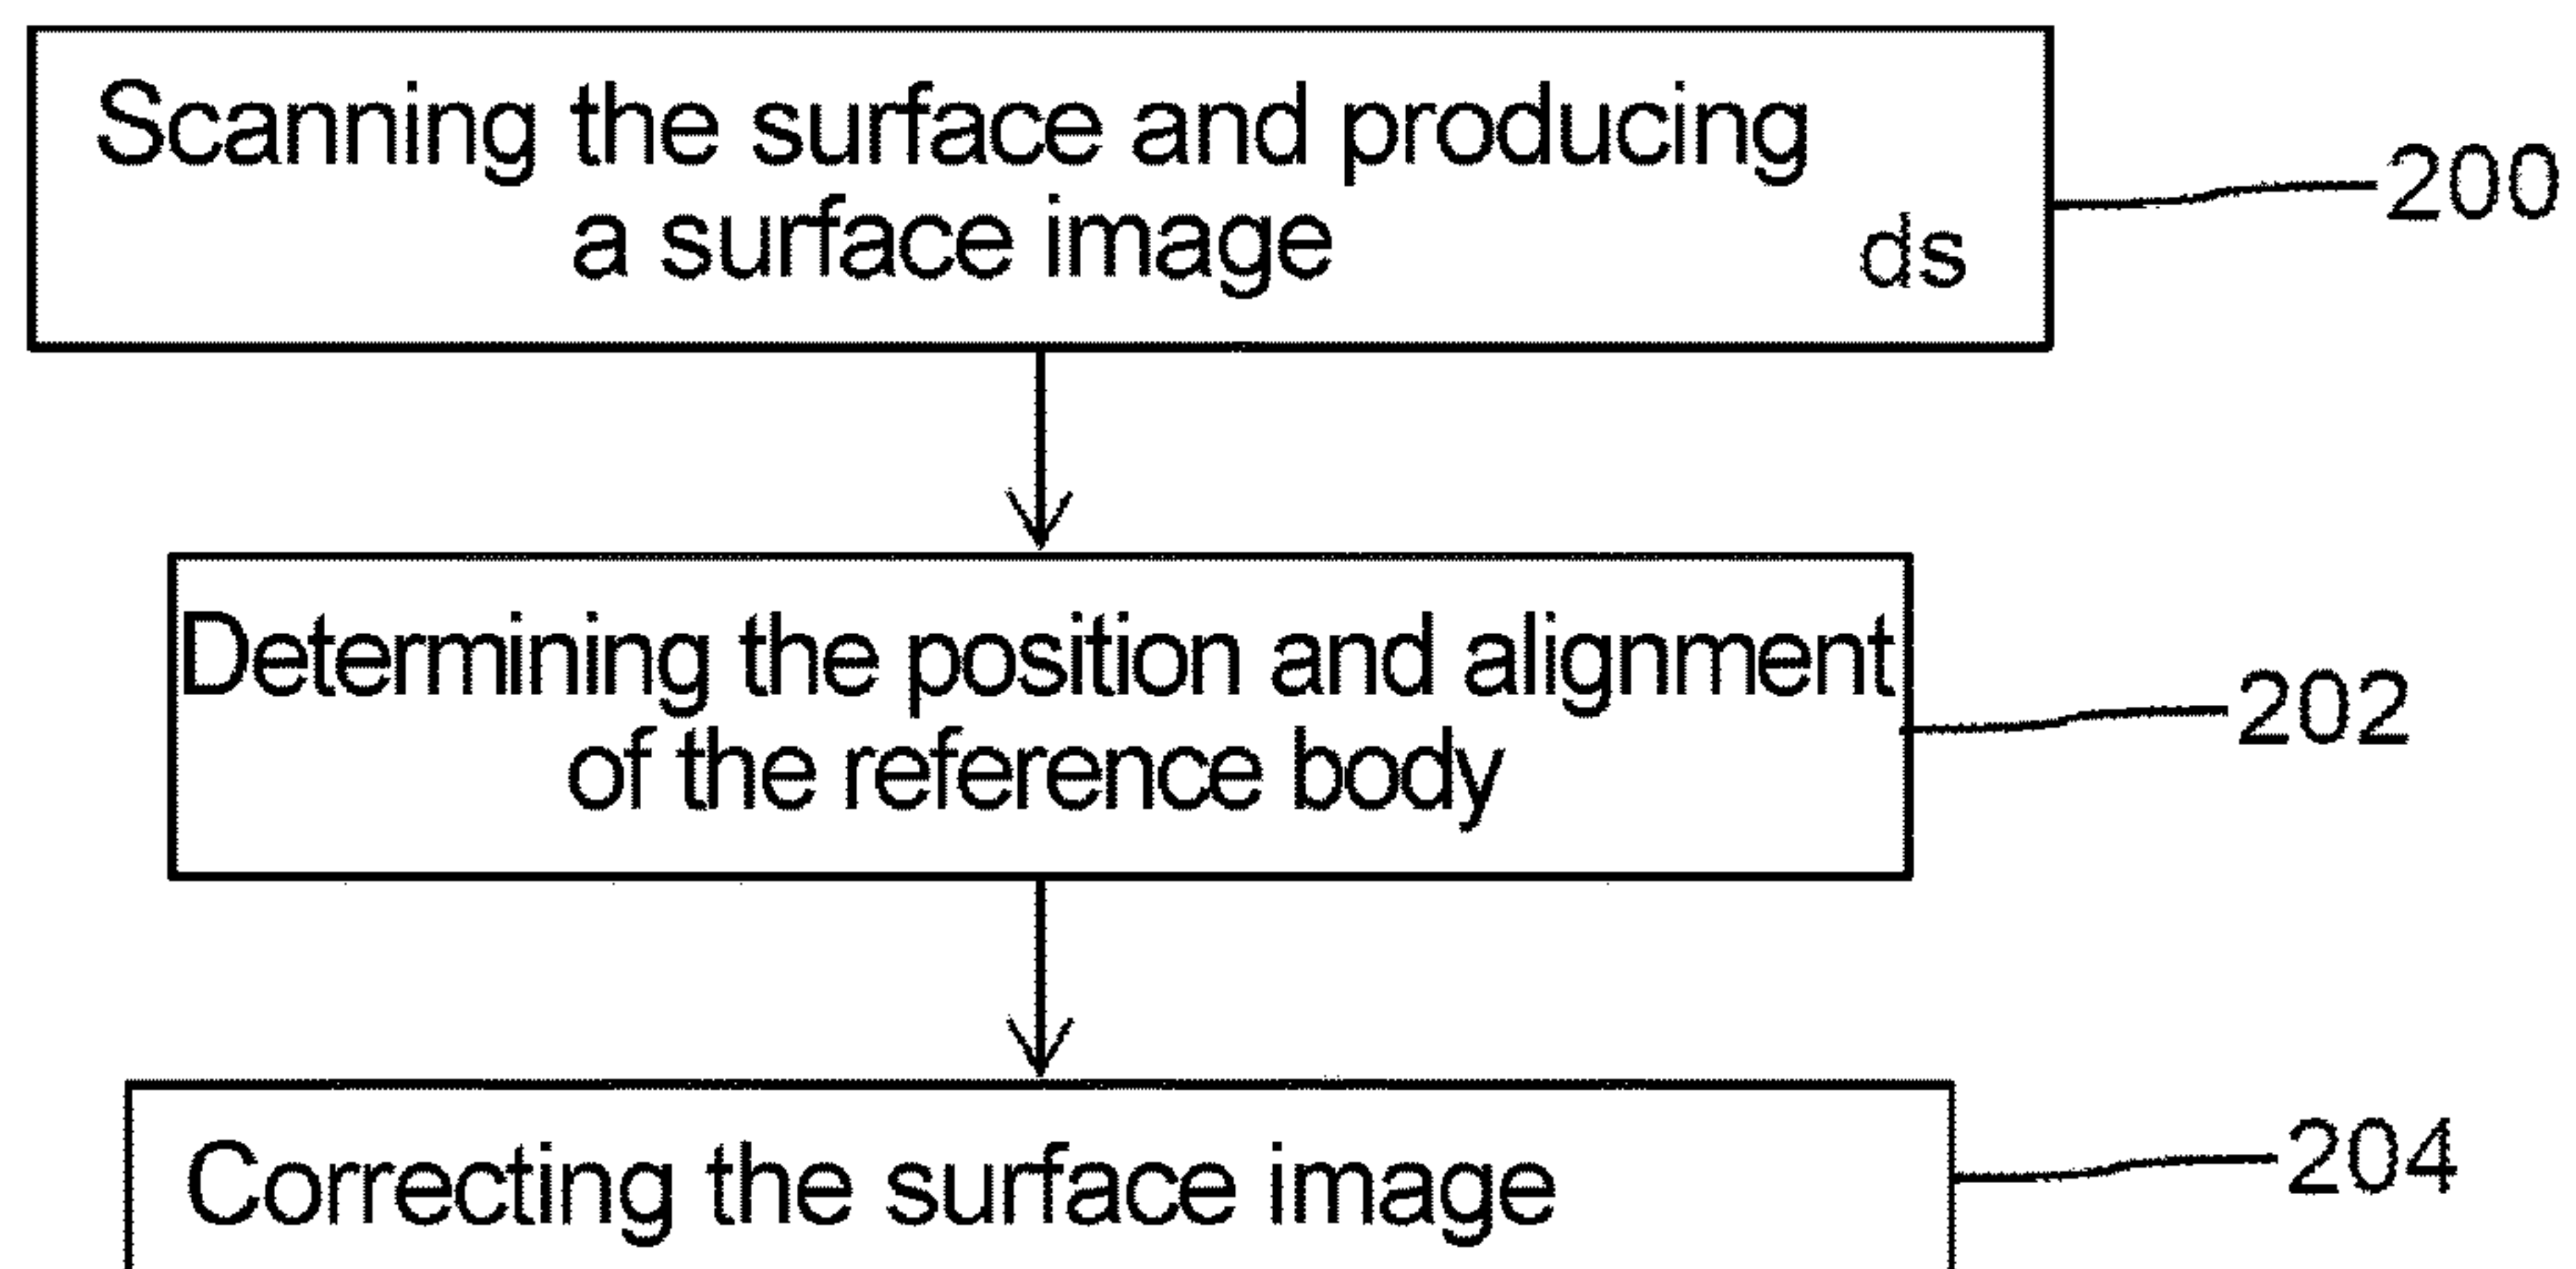 Scanning the surface and producing
a surface image
ds
200
Determining the position and alignment
of the reference body
202
Correcting the surface image
204